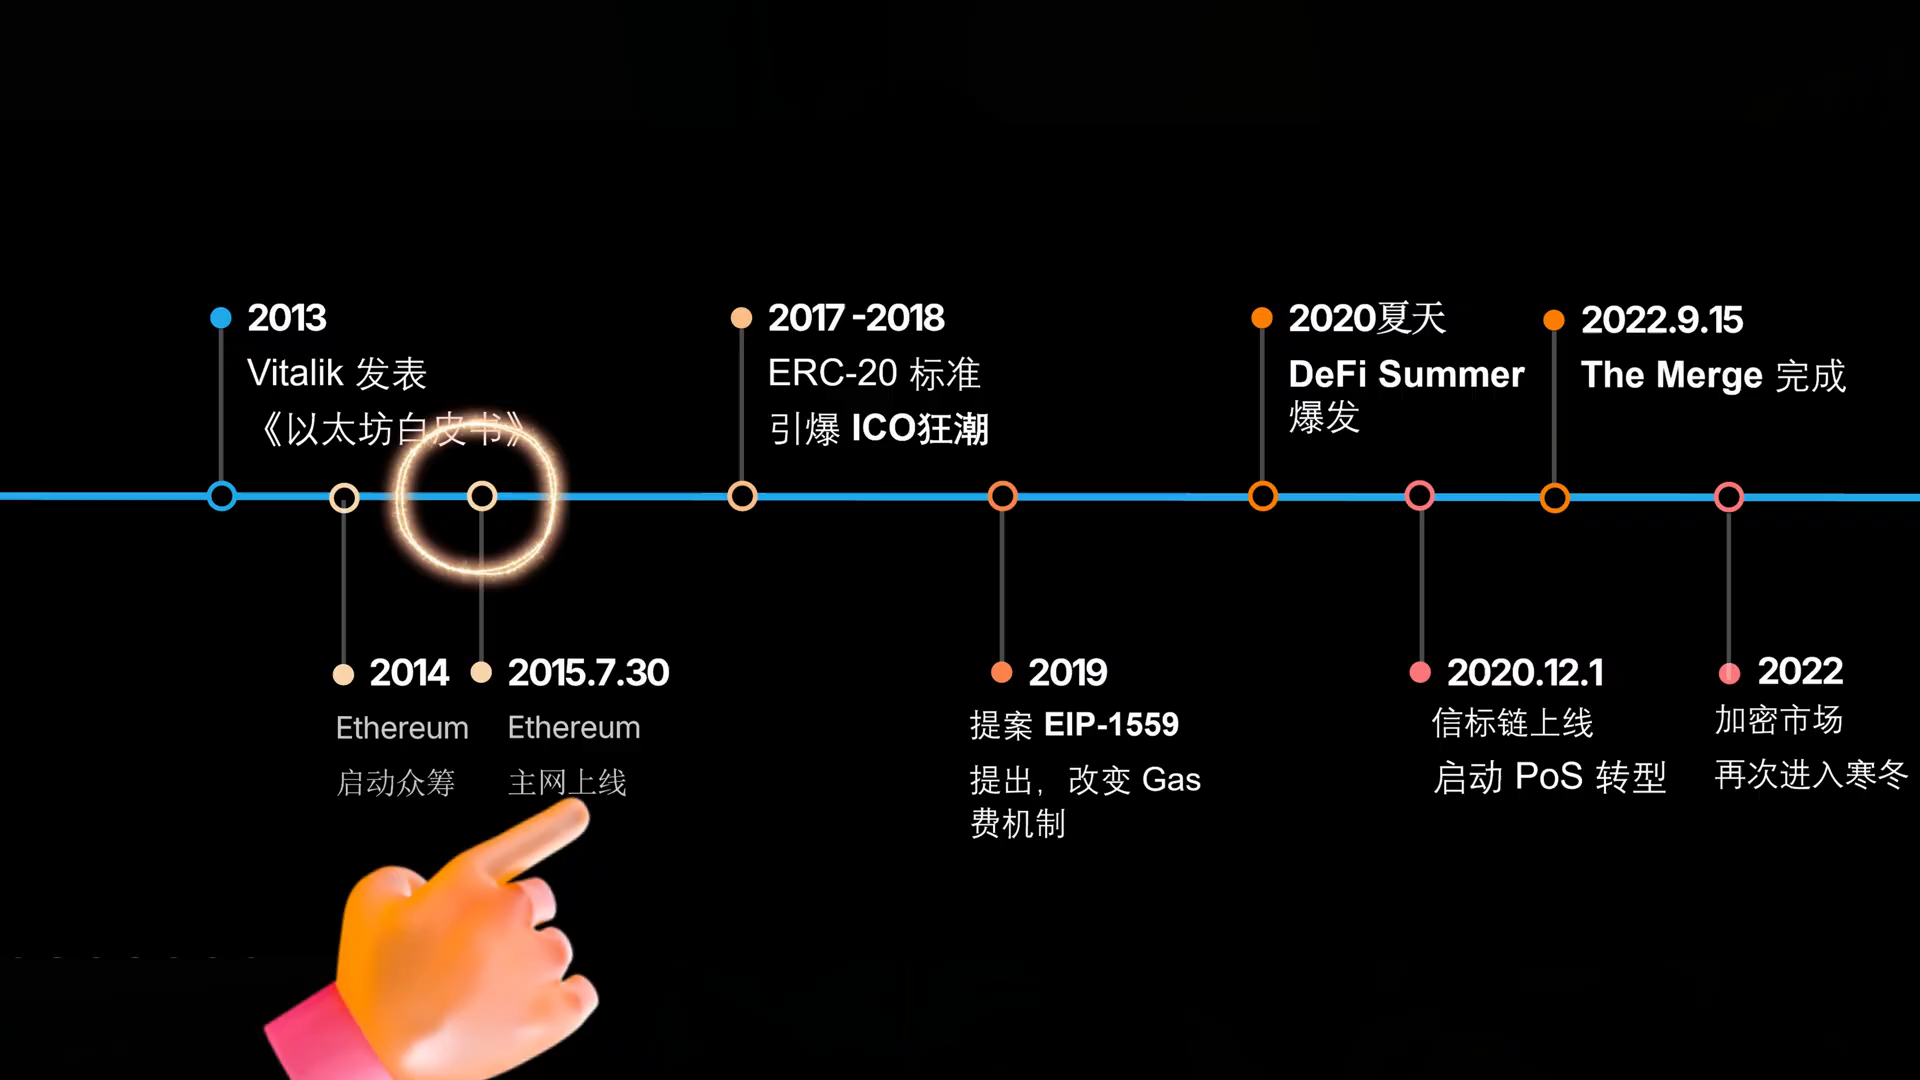 2013
Vitalik 发表
《以太坊白皮书》
2017-2018
ERC-20 标准
引爆 ICO狂潮
2020夏天
DeFi Summer
爆发
2022.9.15
The Merge 完成
2014
Ethereum
启动众筹
2015.7.30
Ethereum
主网上线
2019
提案 EIP-1559
提出，改变 Gas
费机制
2020.12.1
信标链上线
启动 PoS 转型
2022
加密市场
再次进入寒冬